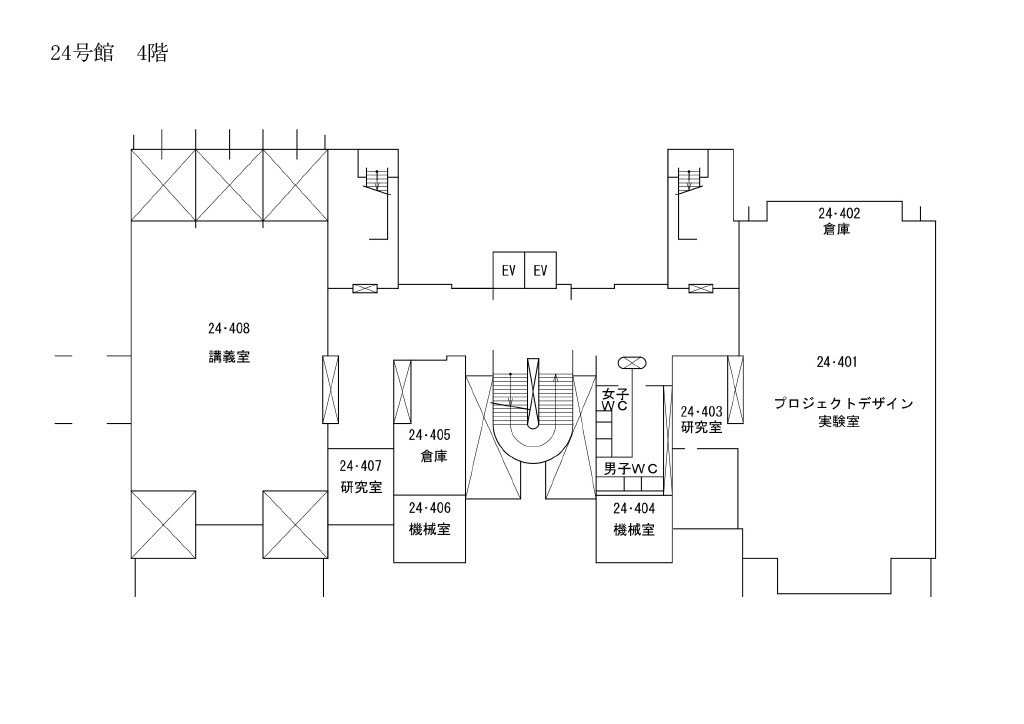 24号館　4階
24・402
倉庫
EV
EV
24・408
講義室
24・401
プロジェクトデザイン
実験室
女子
WC
24・403
研究室
24・405
倉庫
24・407
研究室
男子WC
24・406
機械室
24・404
機械室